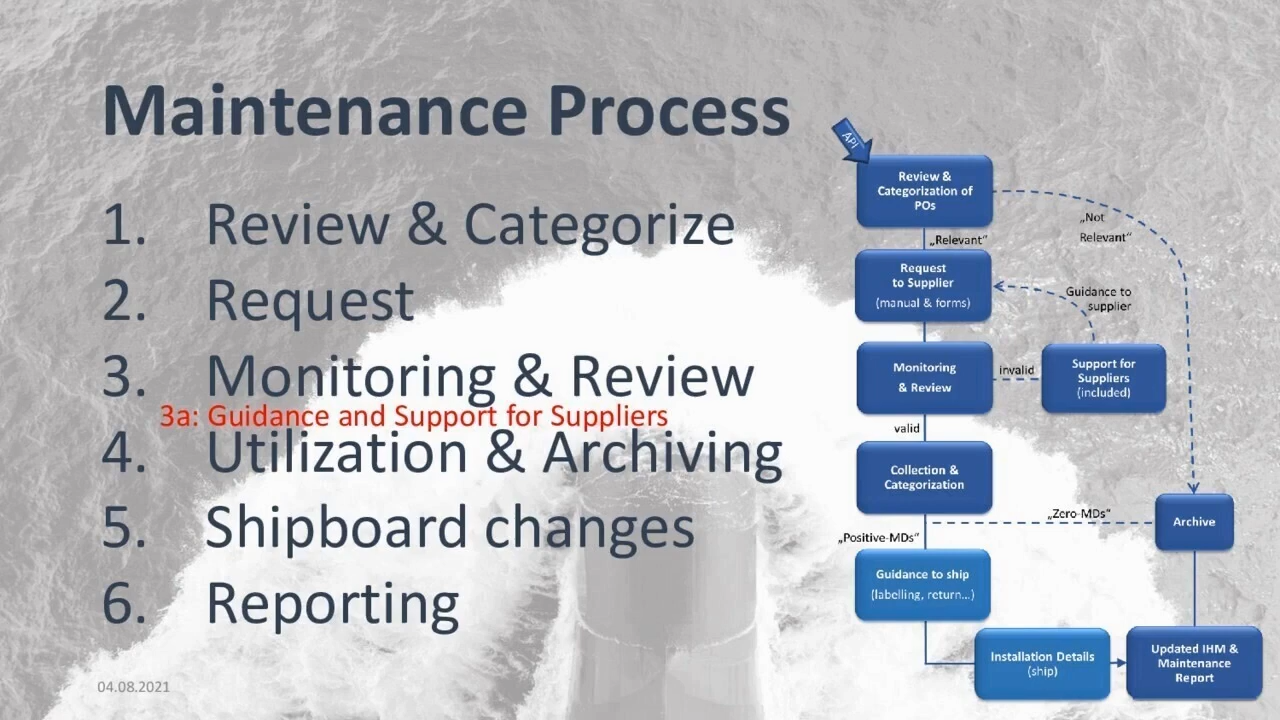 Maintenance Process
1. Review & Categorize
2. Request
3. Monitoring & Review
3a: Guidance and Support for Suppliers
4. Utilization & Archiving
5. Shipboard changes
6. Reporting
04.08.2021
API
Review &
Categorization of
POs
„Relevant“
„Not
Relevant“
Request
to Supplier
(manual & forms)
Guidance to
supplier
Monitoring
& Review
invalid
Support for
Suppliers
(included)
valid
Collection &
Categorization
„Zero-MDs“
Archive
„Positive-MDs“
Guidance to ship
(labelling, return...)
Installation Details
(ship)
Updated IHM &
Maintenance
Report